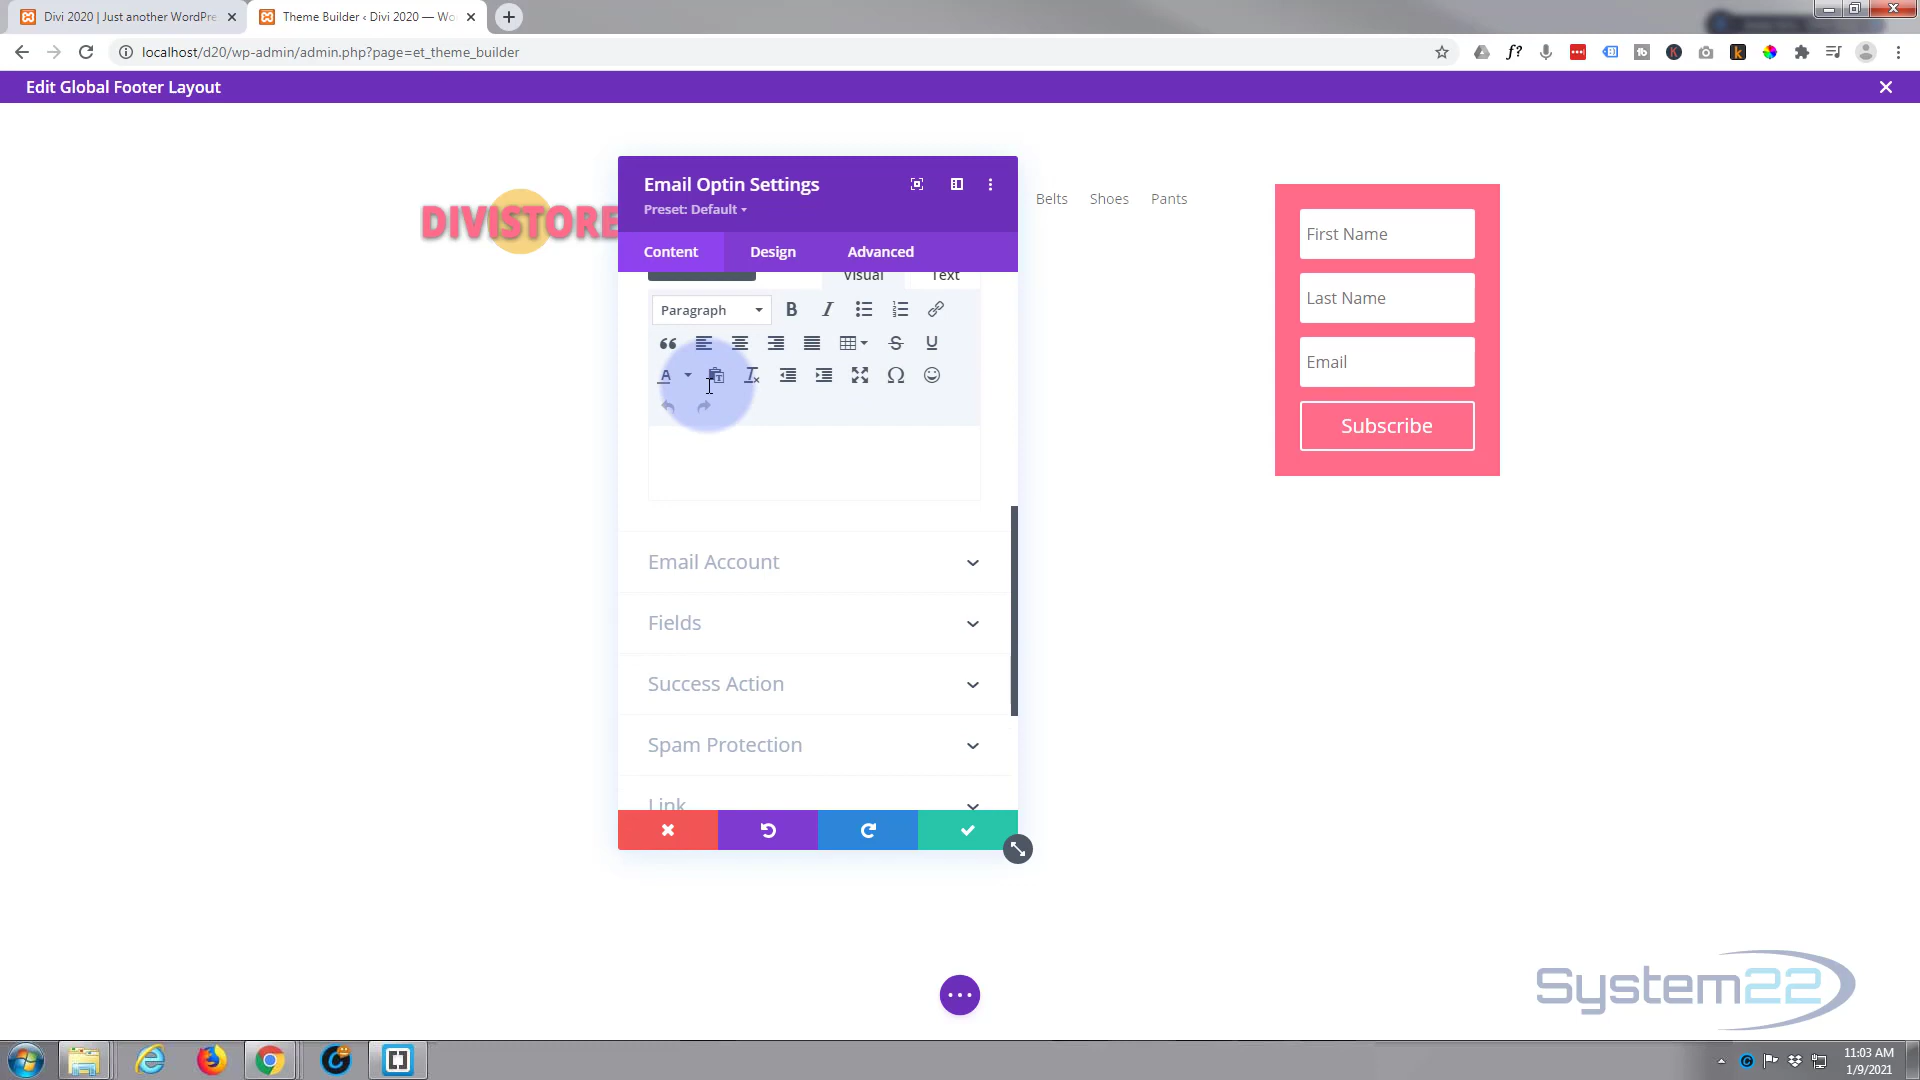 Divi 2020 | Just another WordPre
Theme Builder ‹ Divi 2020 — Wo
localhost/d20/wp-admin/admin.php?page=et_theme_builder
Edit Global Footer Layout
DIVISTORE
Email Optin Settings
Preset: Default
Content
Design
Advanced
Visual
Text
Paragraph
Email Account
Fields
Success Action
Spam Protection
Link
Belts
Shoes
Pants
First Name
Last Name
Email
Subscribe
System22
11:03 AM
1/9/2021